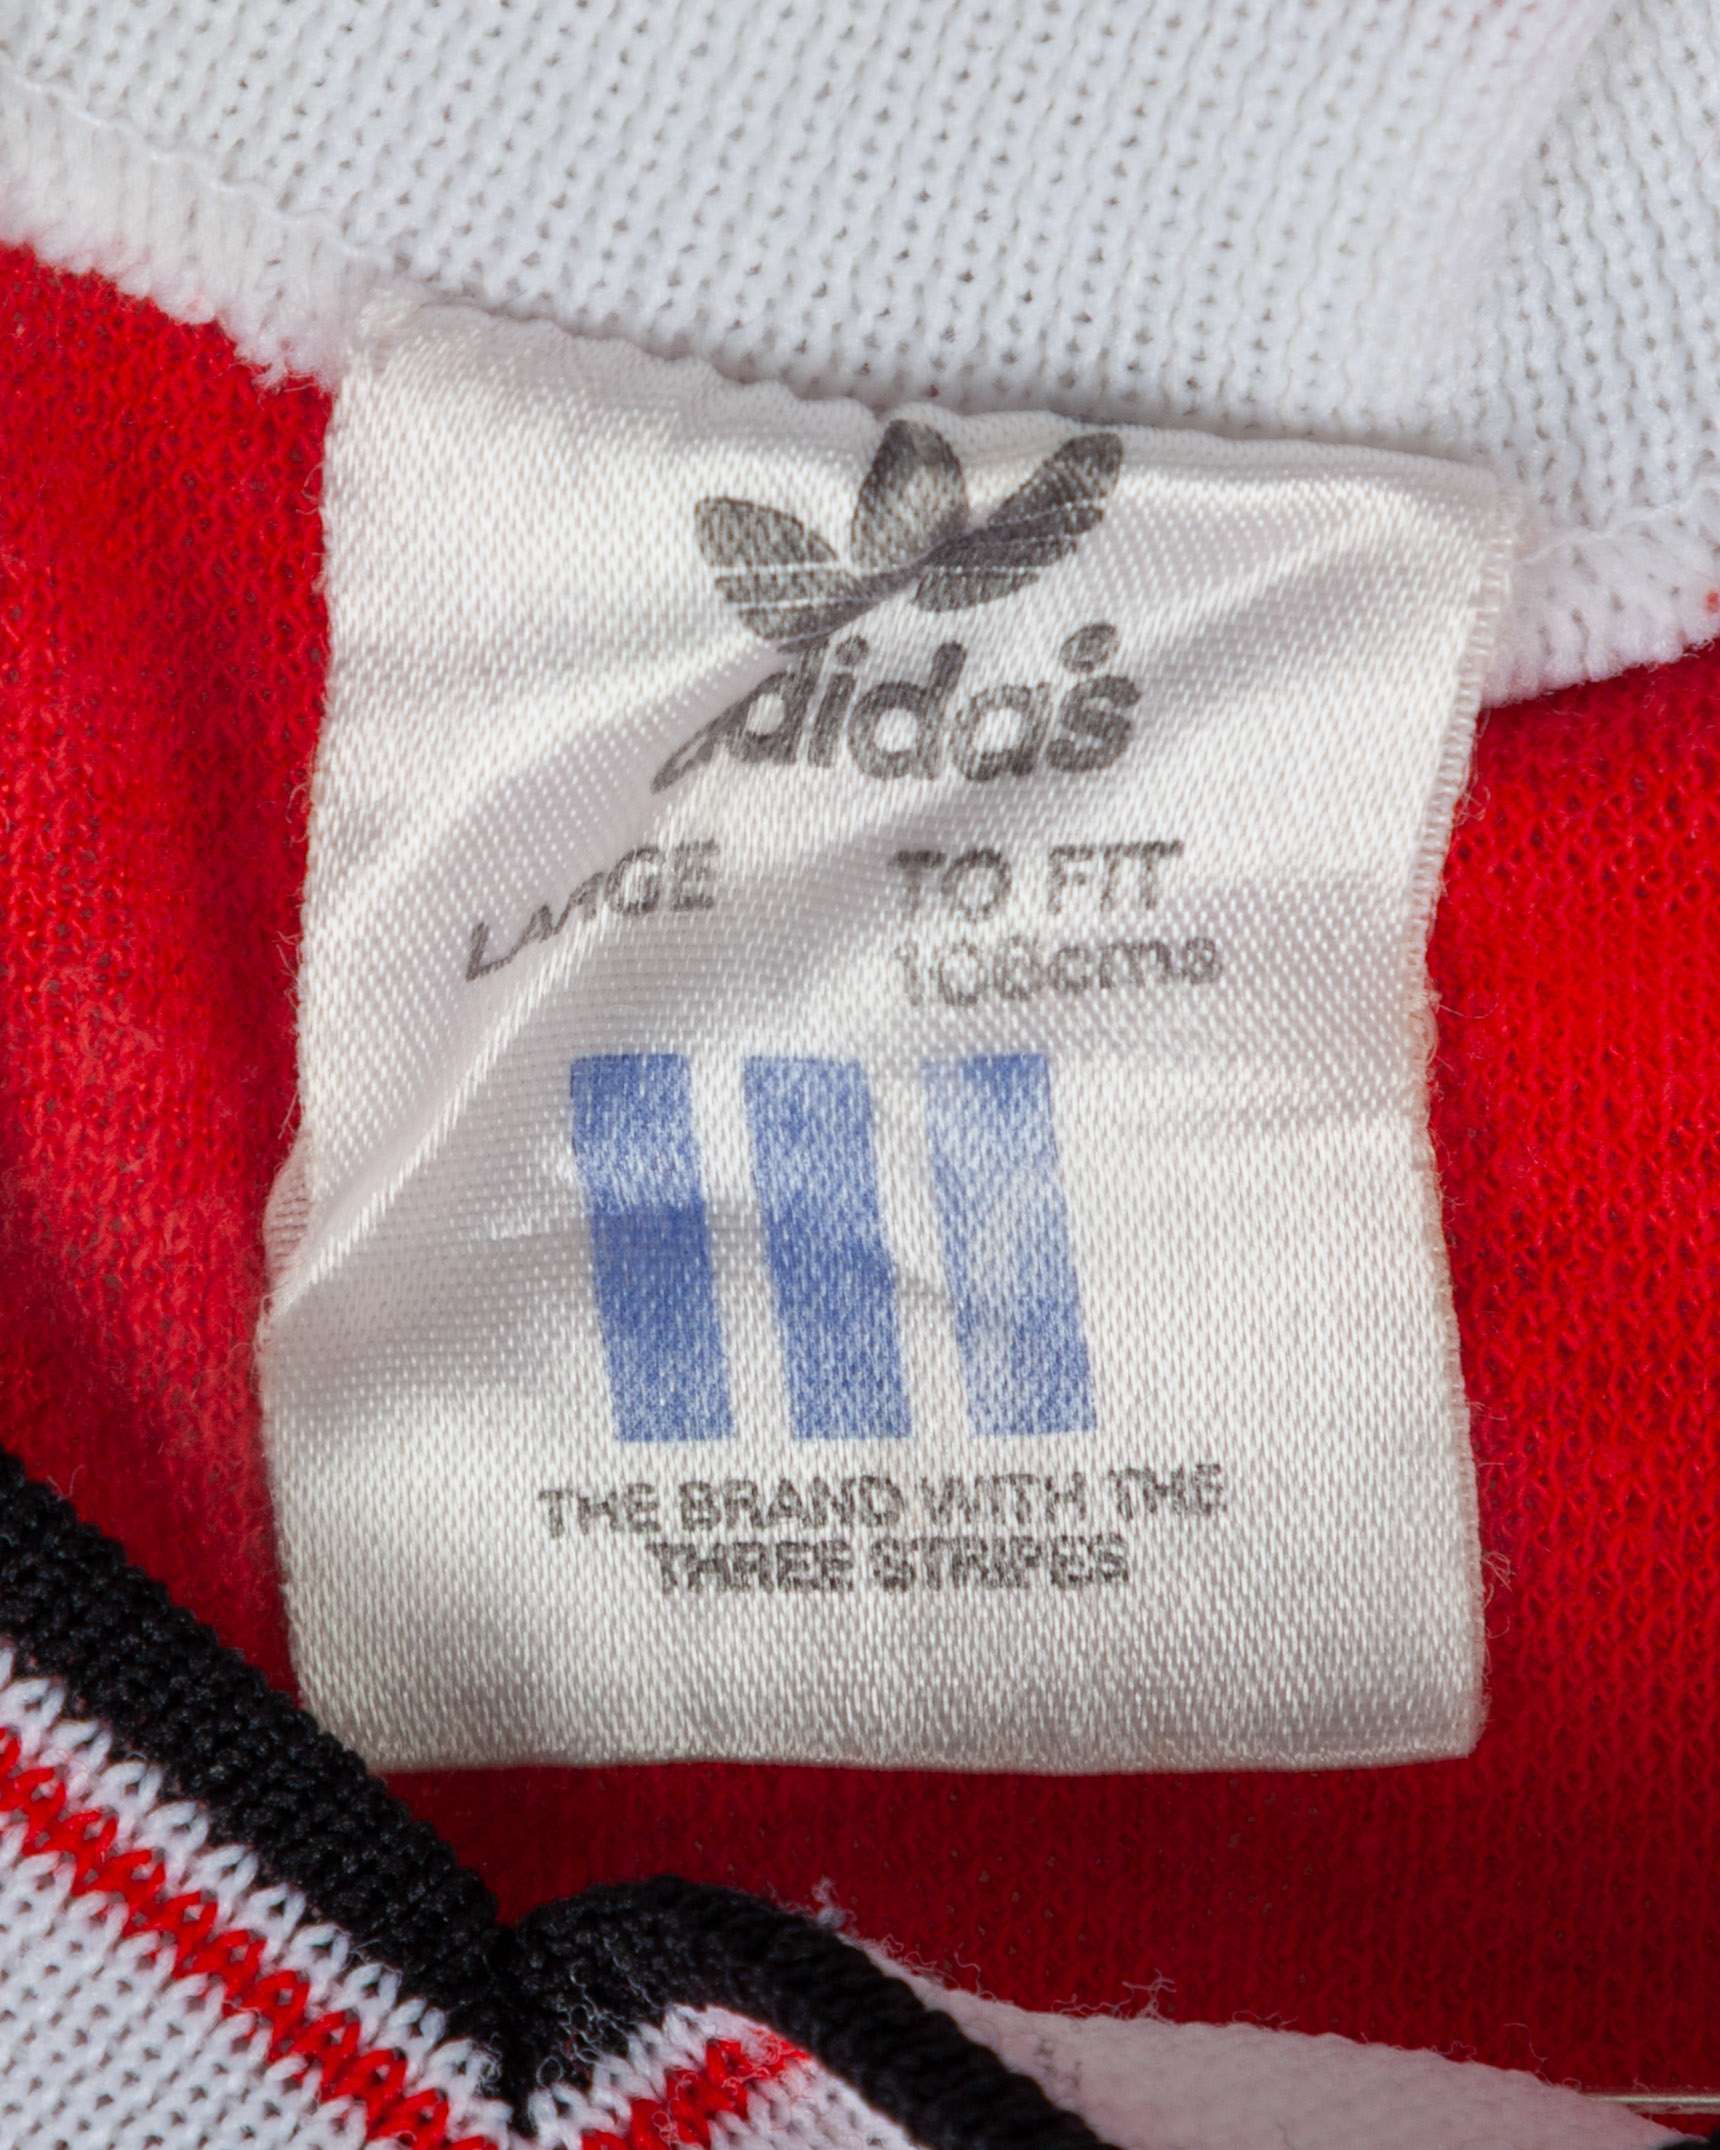 adidas
LARGE TO FIT
108cms
THE BRAND WITH THE
THREE STRIPES